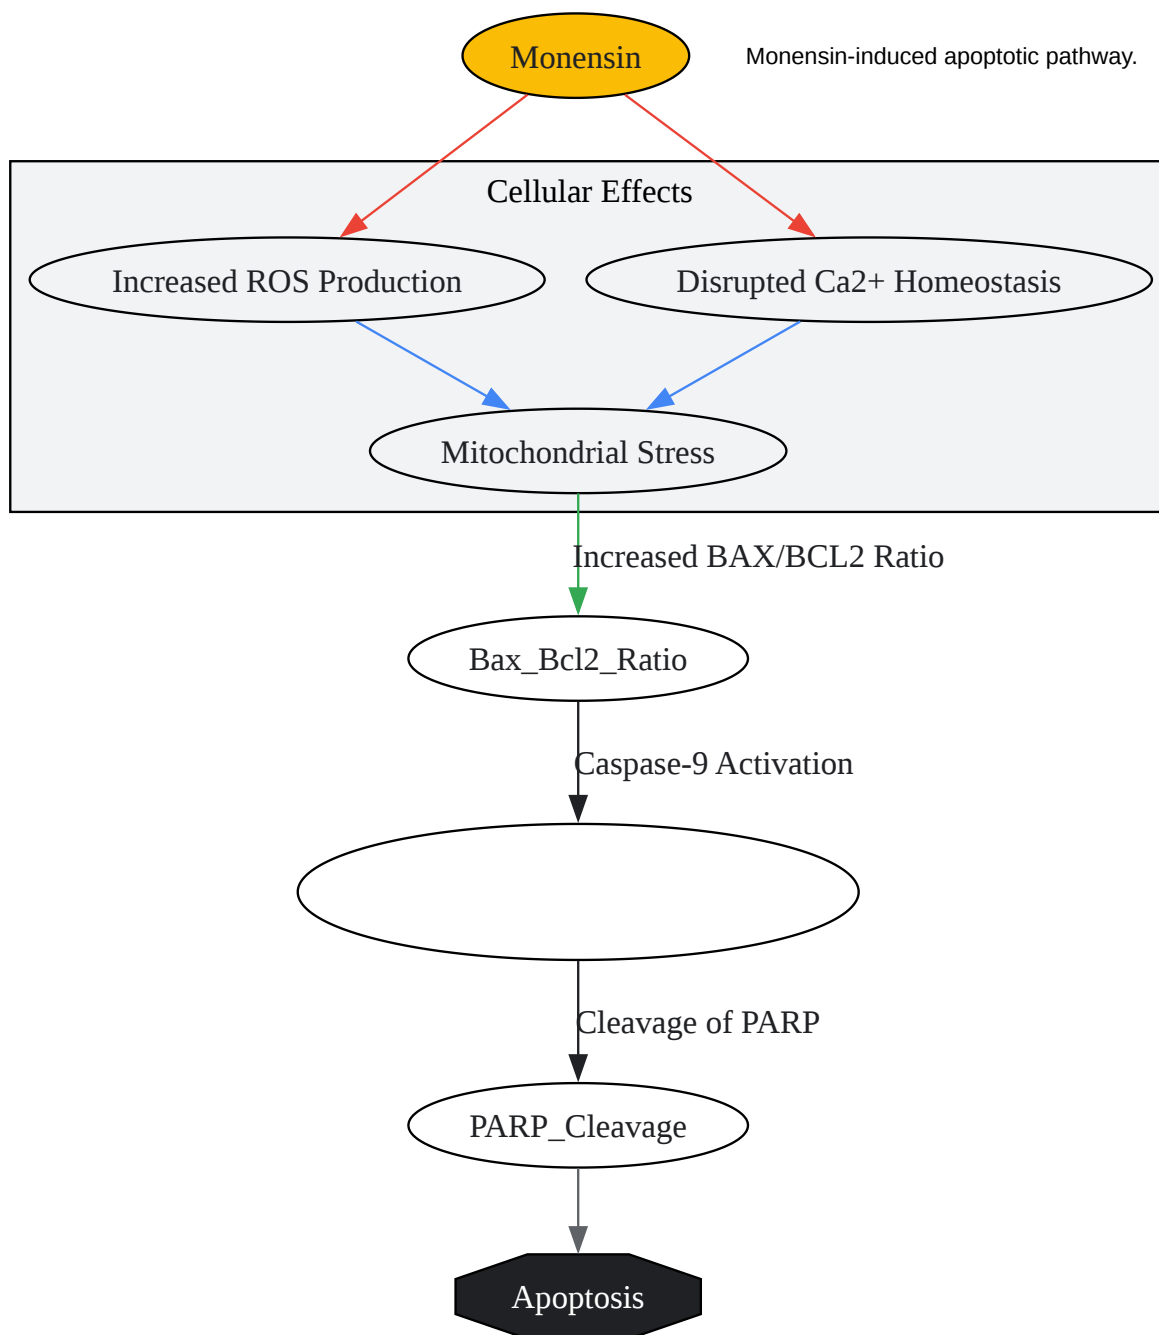 Monensin
Monensin-induced apoptotic pathway.
Cellular Effects
Increased ROS Production
Disrupted Ca2+ Homeostasis
Mitochondrial Stress
Increased BAX/BCL2 Ratio
Bax_Bcl2_Ratio
Caspase-9 Activation
Cleavage of PARP
PARP_Cleavage
Apoptosis